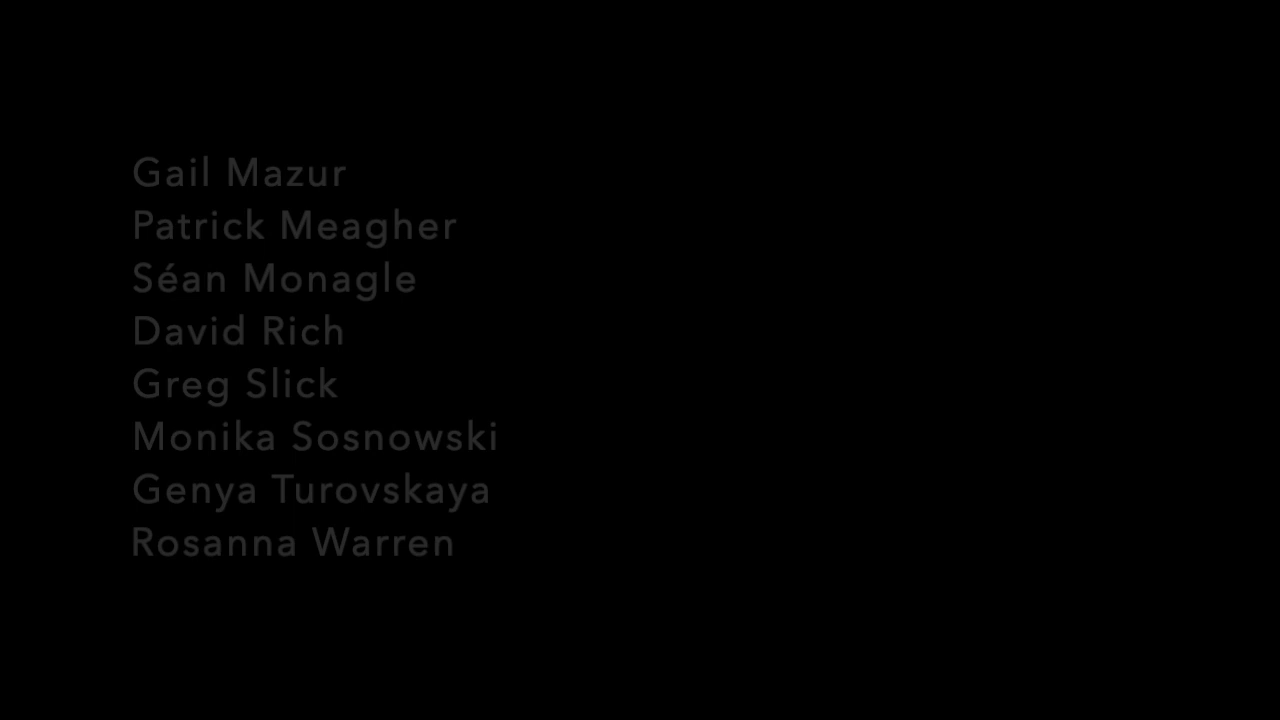 Gail Mazur
Patrick Meagher
Séan Monagle
David Rich
Greg Slick
Monika Sosnowski
Genya Turovskaya
Rosanna Warren